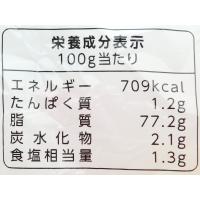 栄養成分表示
100g当たり
エネルギー 709kcal
たんぱく質 1.2g
脂質 77.2g
炭水化物 2.1g
食塩相当量 1.3g